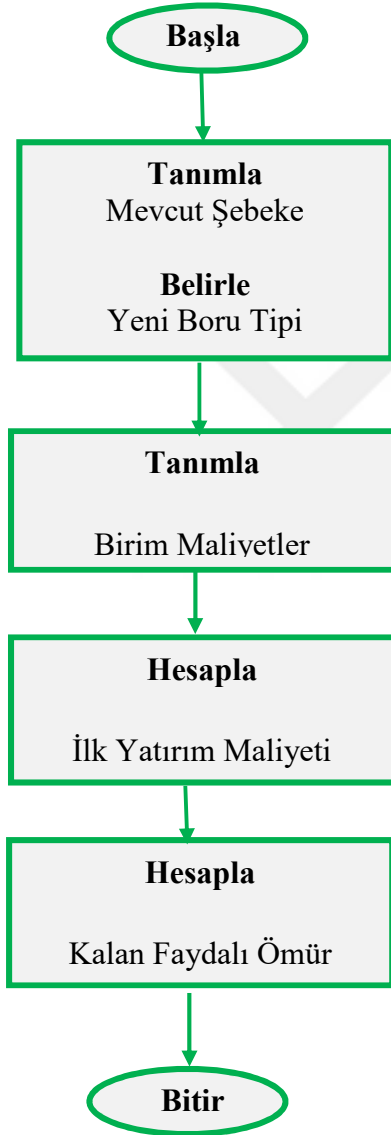 Başla
Tanımla
Mevcut Şebeke
Belirle
Yeni Boru Tipi
Tanımla
Birim Maliyetler
Hesapla
İlk Yatırım Maliyeti
Hesapla
Kalan Faydalı Ömür
Bitir